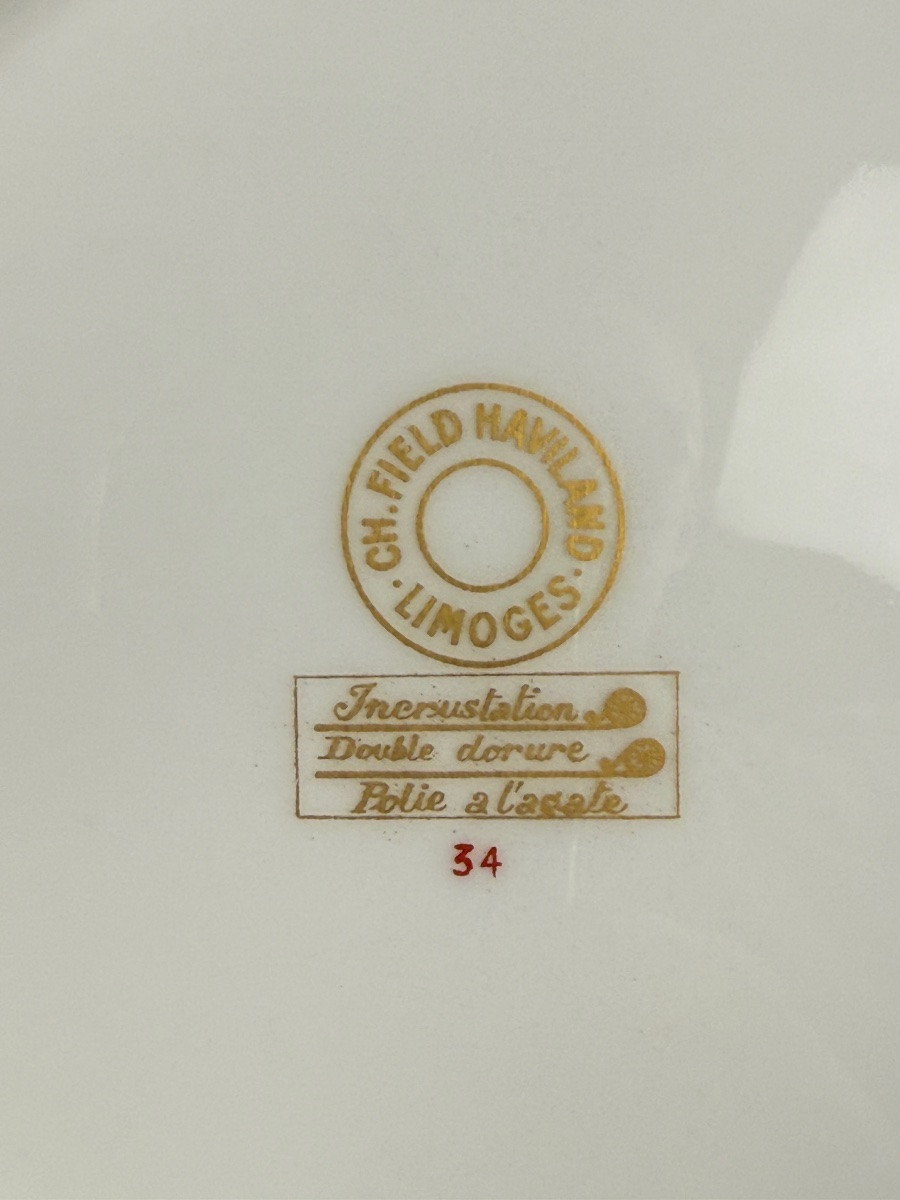 CH. FIELD HAVILAND
· LIMOGES ·
Incrustation
Double dorure
Polie a l'agate
34